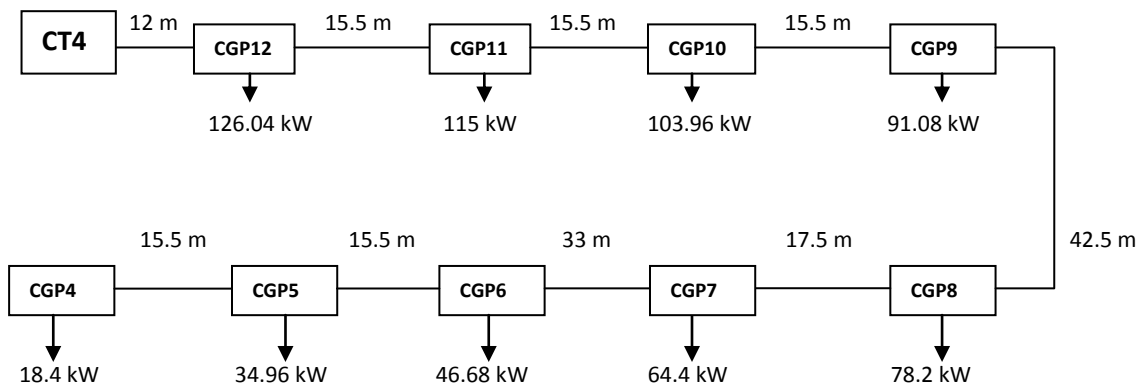 12 m 15.5 m 15.5 m 15.5 m
CT4 CGP12 CGP11 CGP10 CGP9
126.04 kW 115 kW 103.96 kW 91.08 kW
15.5 m 15.5 m 33 m 17.5 m 42.5 m
CGP4 CGP5 CGP6 CGP7 CGP8
18.4 kW 34.96 kW 46.68 kW 64.4 kW 78.2 kW